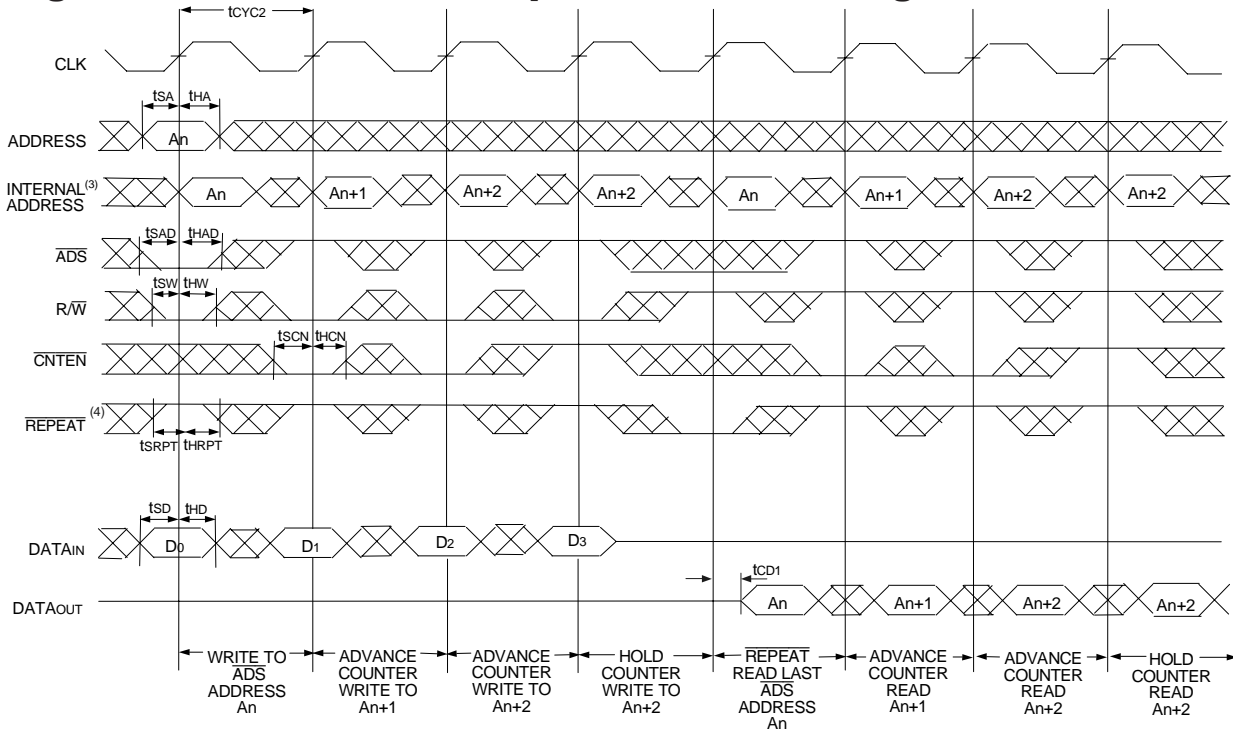 tCYC2
CLK
tSA tHA
ADDRESS An
INTERNAL(3) ADDRESS An An+1 An+2 An+2 An An+1 An+2 An+2
tSAD tHAD
ADS
tSW tHW
R/W
tSCN tHCN
CNTEN
REPEAT (4)
tSRPT tHRPT
tSD tHD
DATAIN D0 D1 D2 D3
tCD1
DATAOUT An An+1 An+2 An+2
WRITE TO
ADS
ADDRESS
An
ADVANCE
COUNTER
WRITE TO
An+1
ADVANCE
COUNTER
WRITE TO
An+2
HOLD
COUNTER
WRITE TO
An+2
REPEAT
READ LAST
ADS
ADDRESS
An
ADVANCE
COUNTER
READ
An+1
ADVANCE
COUNTER
READ
An+2
HOLD
COUNTER
READ
An+2